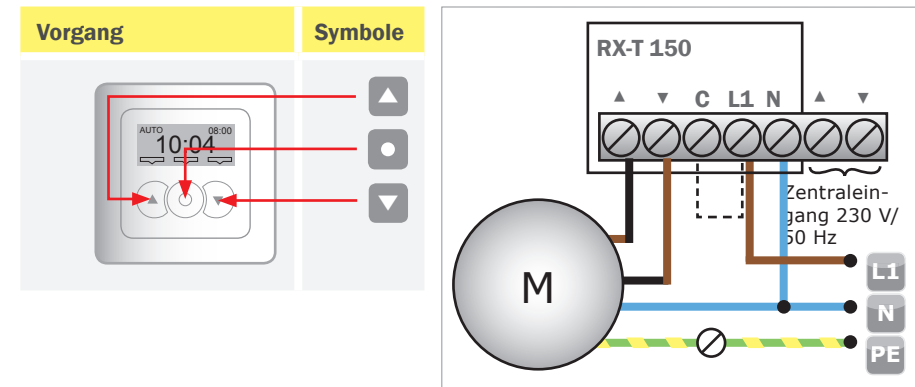 Vorgang Symbole
AUTO 08:00
10:04
RX-T 150
▲ ▼ C L1 N ▲ ▼
Zentralein-
gang 230 V/
50 Hz
M
L1
N
PE